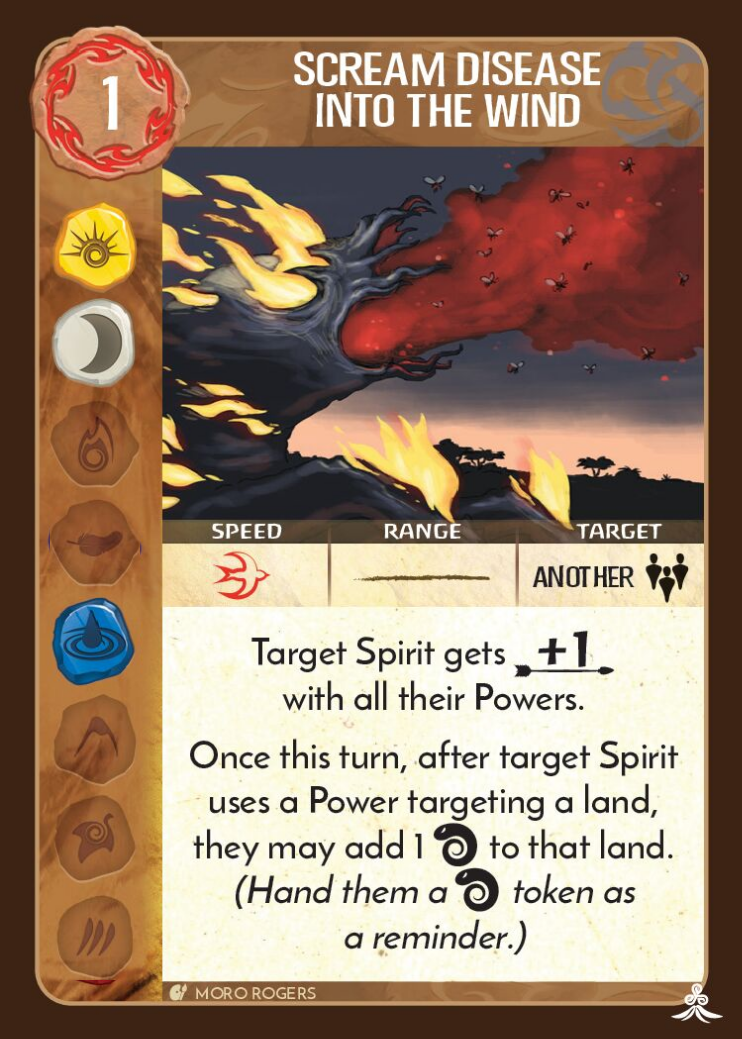 1
SCREAM DISEASE
INTO THE WIND
SPEED RANGE TARGET
ANOTHER
Target Spirit gets +1
with all their Powers.
Once this turn, after target Spirit
uses a Power targeting a land,
they may add 1 to that land.
(Hand them a token as
a reminder.)
MORO ROGERS